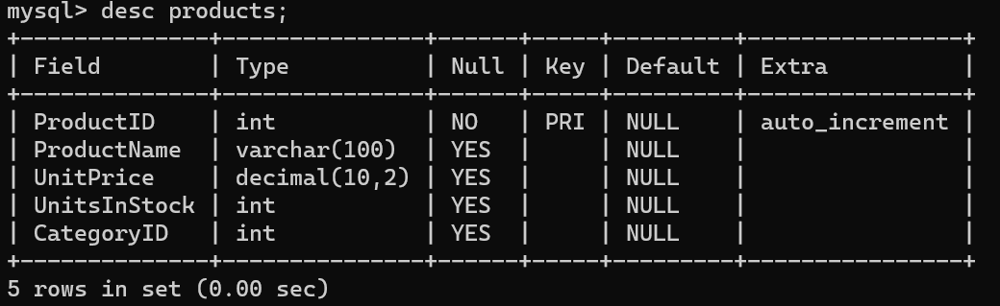 mysql> desc products;
+--------------+---------------+------+-----+---------+----------------+
| Field        | Type          | Null | Key | Default | Extra          |
+--------------+---------------+------+-----+---------+----------------+
| ProductID    | int           | NO   | PRI | NULL    | auto_increment |
| ProductName  | varchar(100)  | YES  |     | NULL    |                |
| UnitPrice    | decimal(10,2) | YES  |     | NULL    |                |
| UnitsInStock | int           | YES  |     | NULL    |                |
| CategoryID   | int           | YES  |     | NULL    |                |
+--------------+---------------+------+-----+---------+----------------+
5 rows in set (0.00 sec)